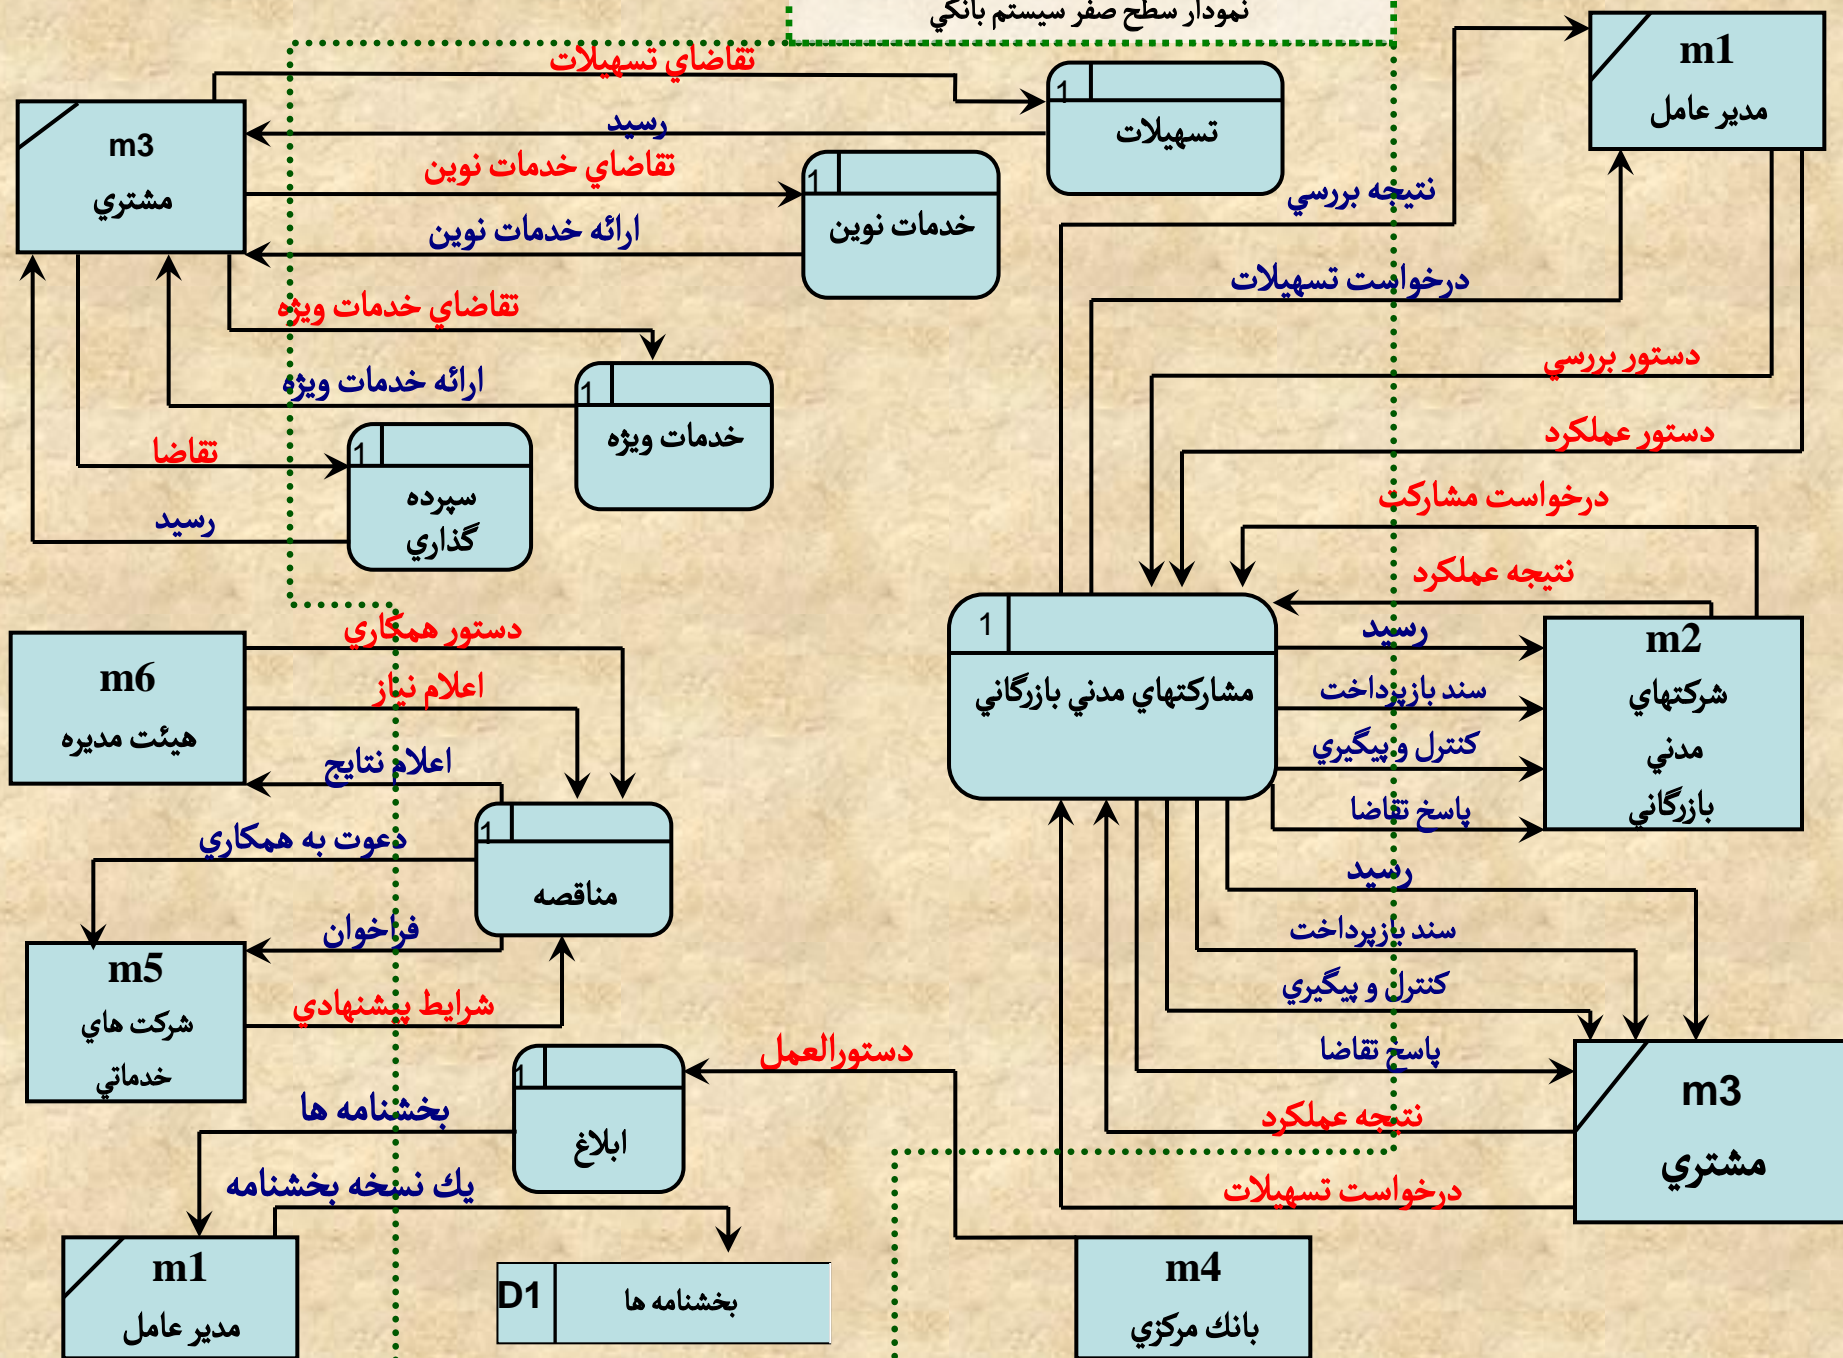 نمودار سطح صفر سيستم بانكي
m1
مدير عامل
تقاضاي تسهيلات
1
تسهيلات
m3
مشتري
رسيد
تقاضاي خدمات نوين
1
خدمات نوين
ارائه خدمات نوين
نتيجه بررسي
درخواست تسهيلات
تقاضاي خدمات ويژه
ارائه خدمات ويژه
1
خدمات ويژه
دستور بررسي
دستور عملكرد
تقاضا
1
سپرده
گذاري
رسيد
درخواست مشاركت
نتيجه عملكرد
1
مشاركتهاي مدني بازرگاني
رسيد
سند بازپرداخت
كنترل و پيگيري
پاسخ تقاضا
m2
شركتهاي
مدني
بازرگاني
دستور همكاري
اعلام نياز
اعلام نتايج
m6
هيئت مديره
1
مناقصه
دعوت به همكاري
فراخوان
شرايط پيشنهادي
m5
شركت هاي
خدماتي
رسيد
سند بازپرداخت
كنترل و پيگيري
پاسخ تقاضا
نتيجه عملكرد
درخواست تسهيلات
m3
مشتري
دستورالعمل
1
ابلاغ
بخشنامه ها
يك نسخه بخشنامه
m1
مدير عامل
D1
بخشنامه ها
m4
بانك مركزي